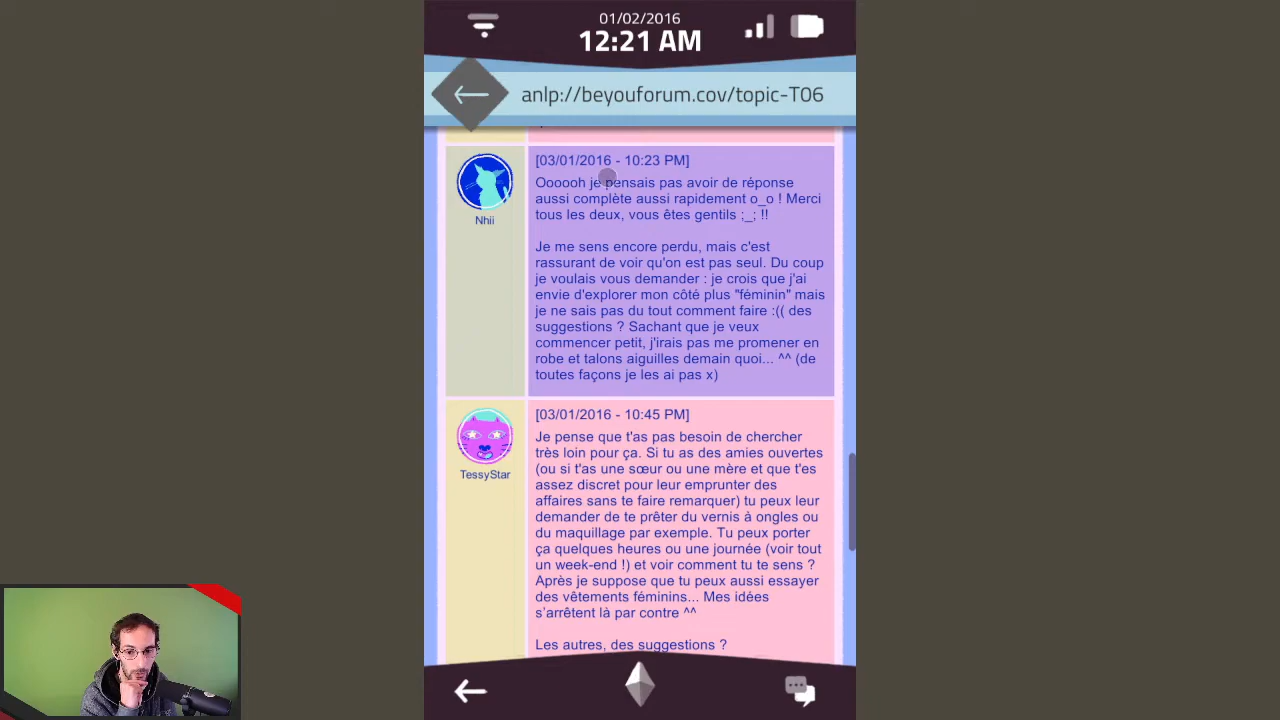 01/02/2016
12:21 AM
anlp://beyouforum.cov/topic-T06
[03/01/2016 - 10:23 PM]
Oooooh je pensais pas avoir de réponse
aussi complète aussi rapidement o_o ! Merci
tous les deux, vous êtes gentils ;_; !!
Nhii
Je me sens encore perdu, mais c'est
rassurant de voir qu'on est pas seul. Du coup
je voulais vous demander : je crois que j'ai
envie d'explorer mon côté plus "féminin" mais
je ne sais pas du tout comment faire :(( des
suggestions ? Sachant que je veux
commencer petit, j'irais pas me promener en
robe et talons aiguilles demain quoi... ^^ (de
toutes façons je les ai pas x)
[03/01/2016 - 10:45 PM]
Je pense que t'as pas besoin de chercher
très loin pour ça. Si tu as des amies ouvertes
(ou si t'as une sœur ou une mère et que t'es
TessyStar
assez discret pour leur emprunter des
affaires sans te faire remarquer) tu peux leur
demander de te prêter du vernis à ongles ou
du maquillage par exemple. Tu peux porter
ça quelques heures ou une journée (voir tout
un week-end !) et voir comment tu te sens ?
Après je suppose que tu peux aussi essayer
des vêtements féminins... Mes idées
s'arrêtent là par contre ^^
Les autres, des suggestions ?